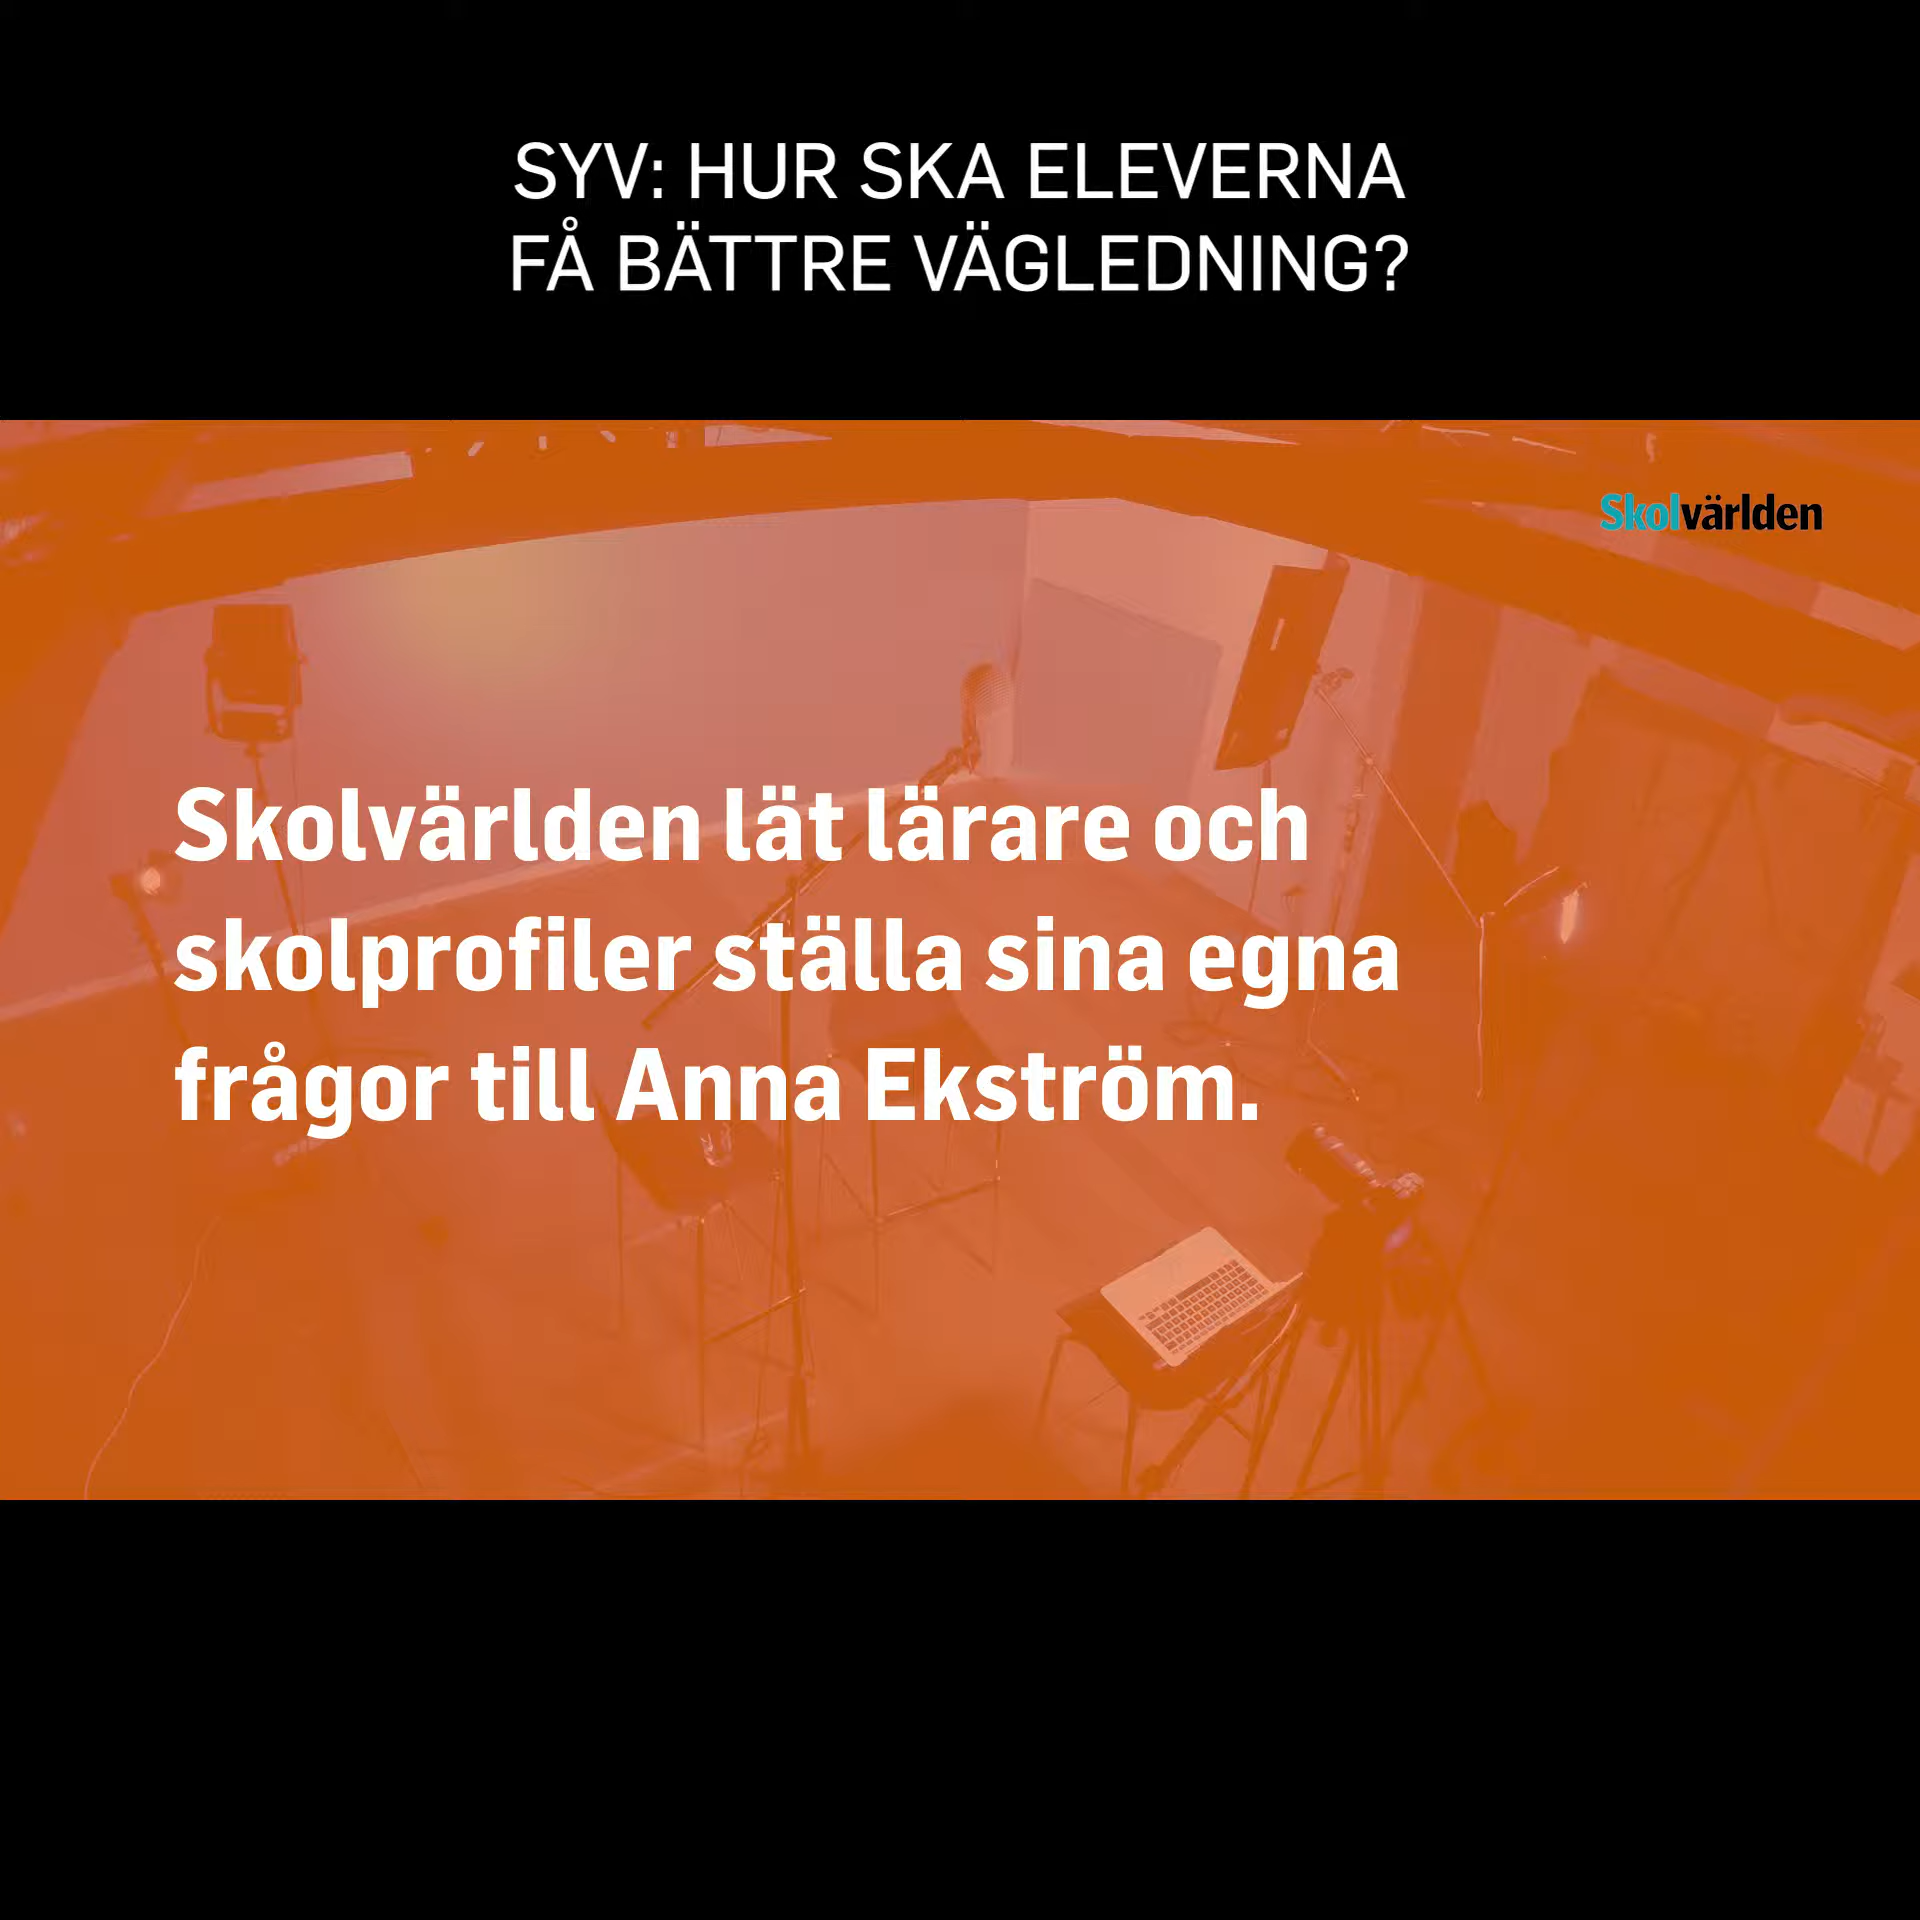 SYV: HUR SKA ELEVERNA
FÅ BÄTTRE VÄGLEDNING?
Skolvärlden
Skolvärlden lät lärare och
skolprofiler ställa sina egna
frågor till Anna Ekström.